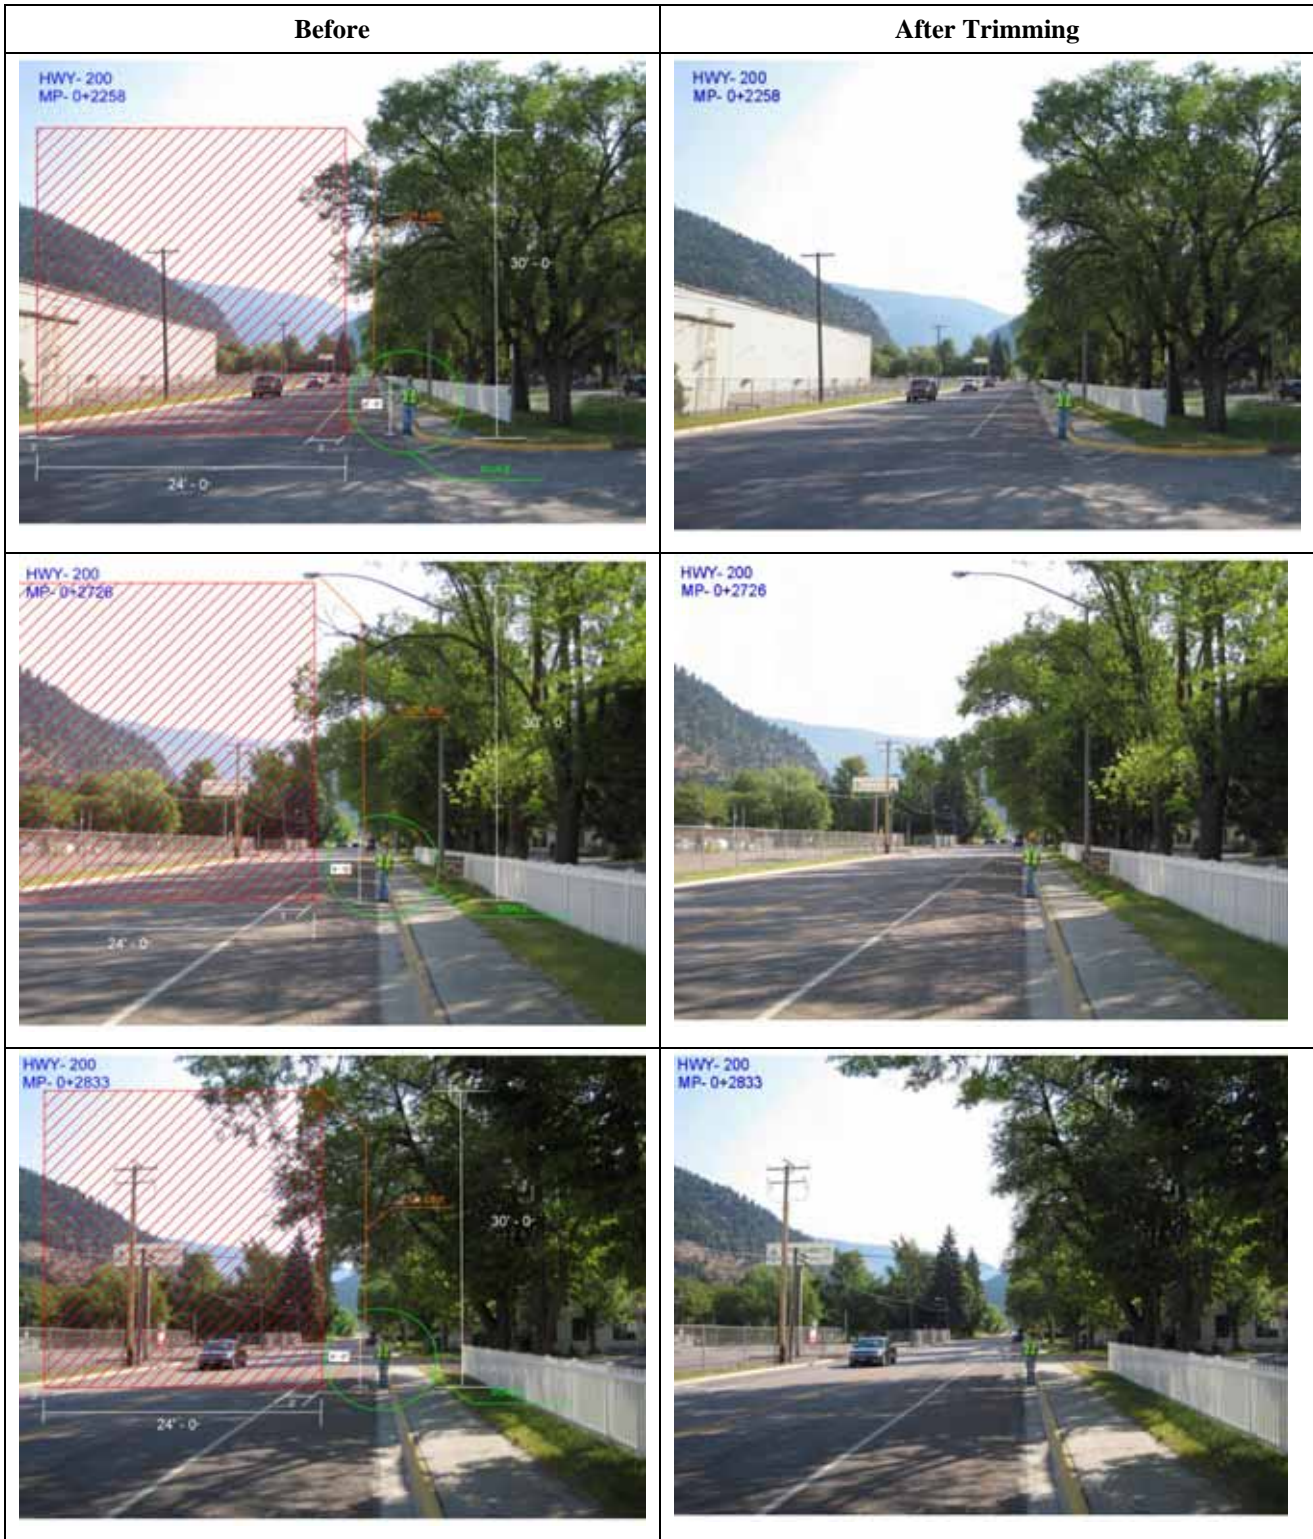 Before
After Trimming
HWY- 200
MP- 0+2258
30' - 0
24' - 0
HWY- 200
MP- 0+2258
HWY- 200
MP- 0+2726
30' - 0
24' - 0
HWY- 200
MP- 0+2726
HWY- 200
MP- 0+2833
30' - 0
24' - 0
HWY- 200
MP- 0+2833